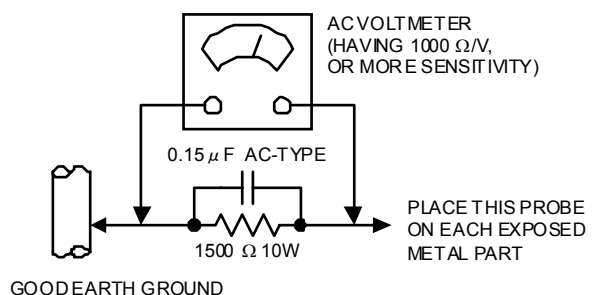 AC VOLTMETER
(HAVING 1000 Ω/V,
OR MORE SENSITIVITY)
0.15 μF AC-TYPE
1500 Ω 10W
PLACE THIS PROBE
ON EACH EXPOSED
METAL PART
GOOD EARTH GROUND